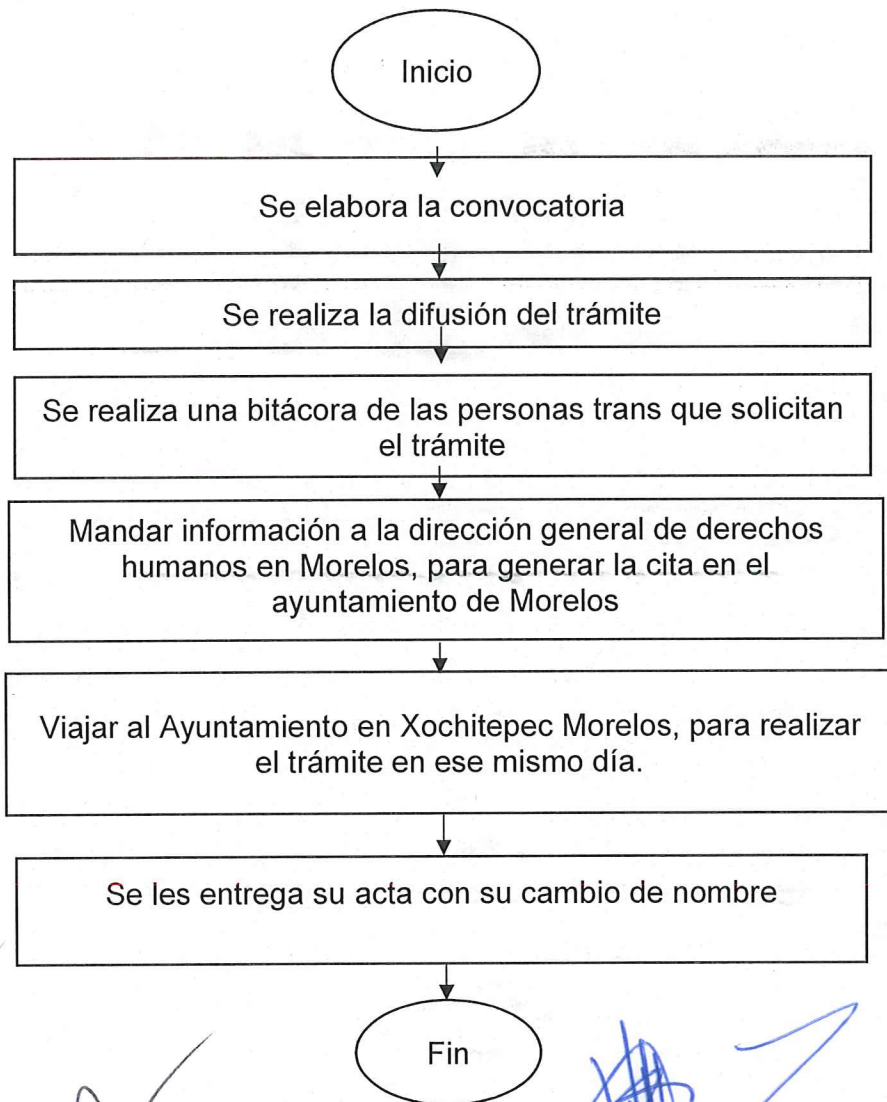 Inicio
Se elabora la convocatoria
Se realiza la difusión del trámite
Se realiza una bitácora de las personas trans que solicitan
el trámite
Mandar información a la dirección general de derechos
humanos en Morelos, para generar la cita en el
ayuntamiento de Morelos
Viajar al Ayuntamiento en Xochitepec Morelos, para realizar
el trámite en ese mismo día.
Se les entrega su acta con su cambio de nombre
Fin